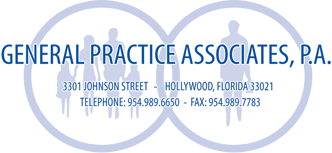 GENERAL PRACTICE ASSOCIATES, P.A.
3301 JOHNSON STREET - HOLLYWOOD, FLORIDA 33021
TELEPHONE: 954.989.6650 - FAX: 954.989.7783